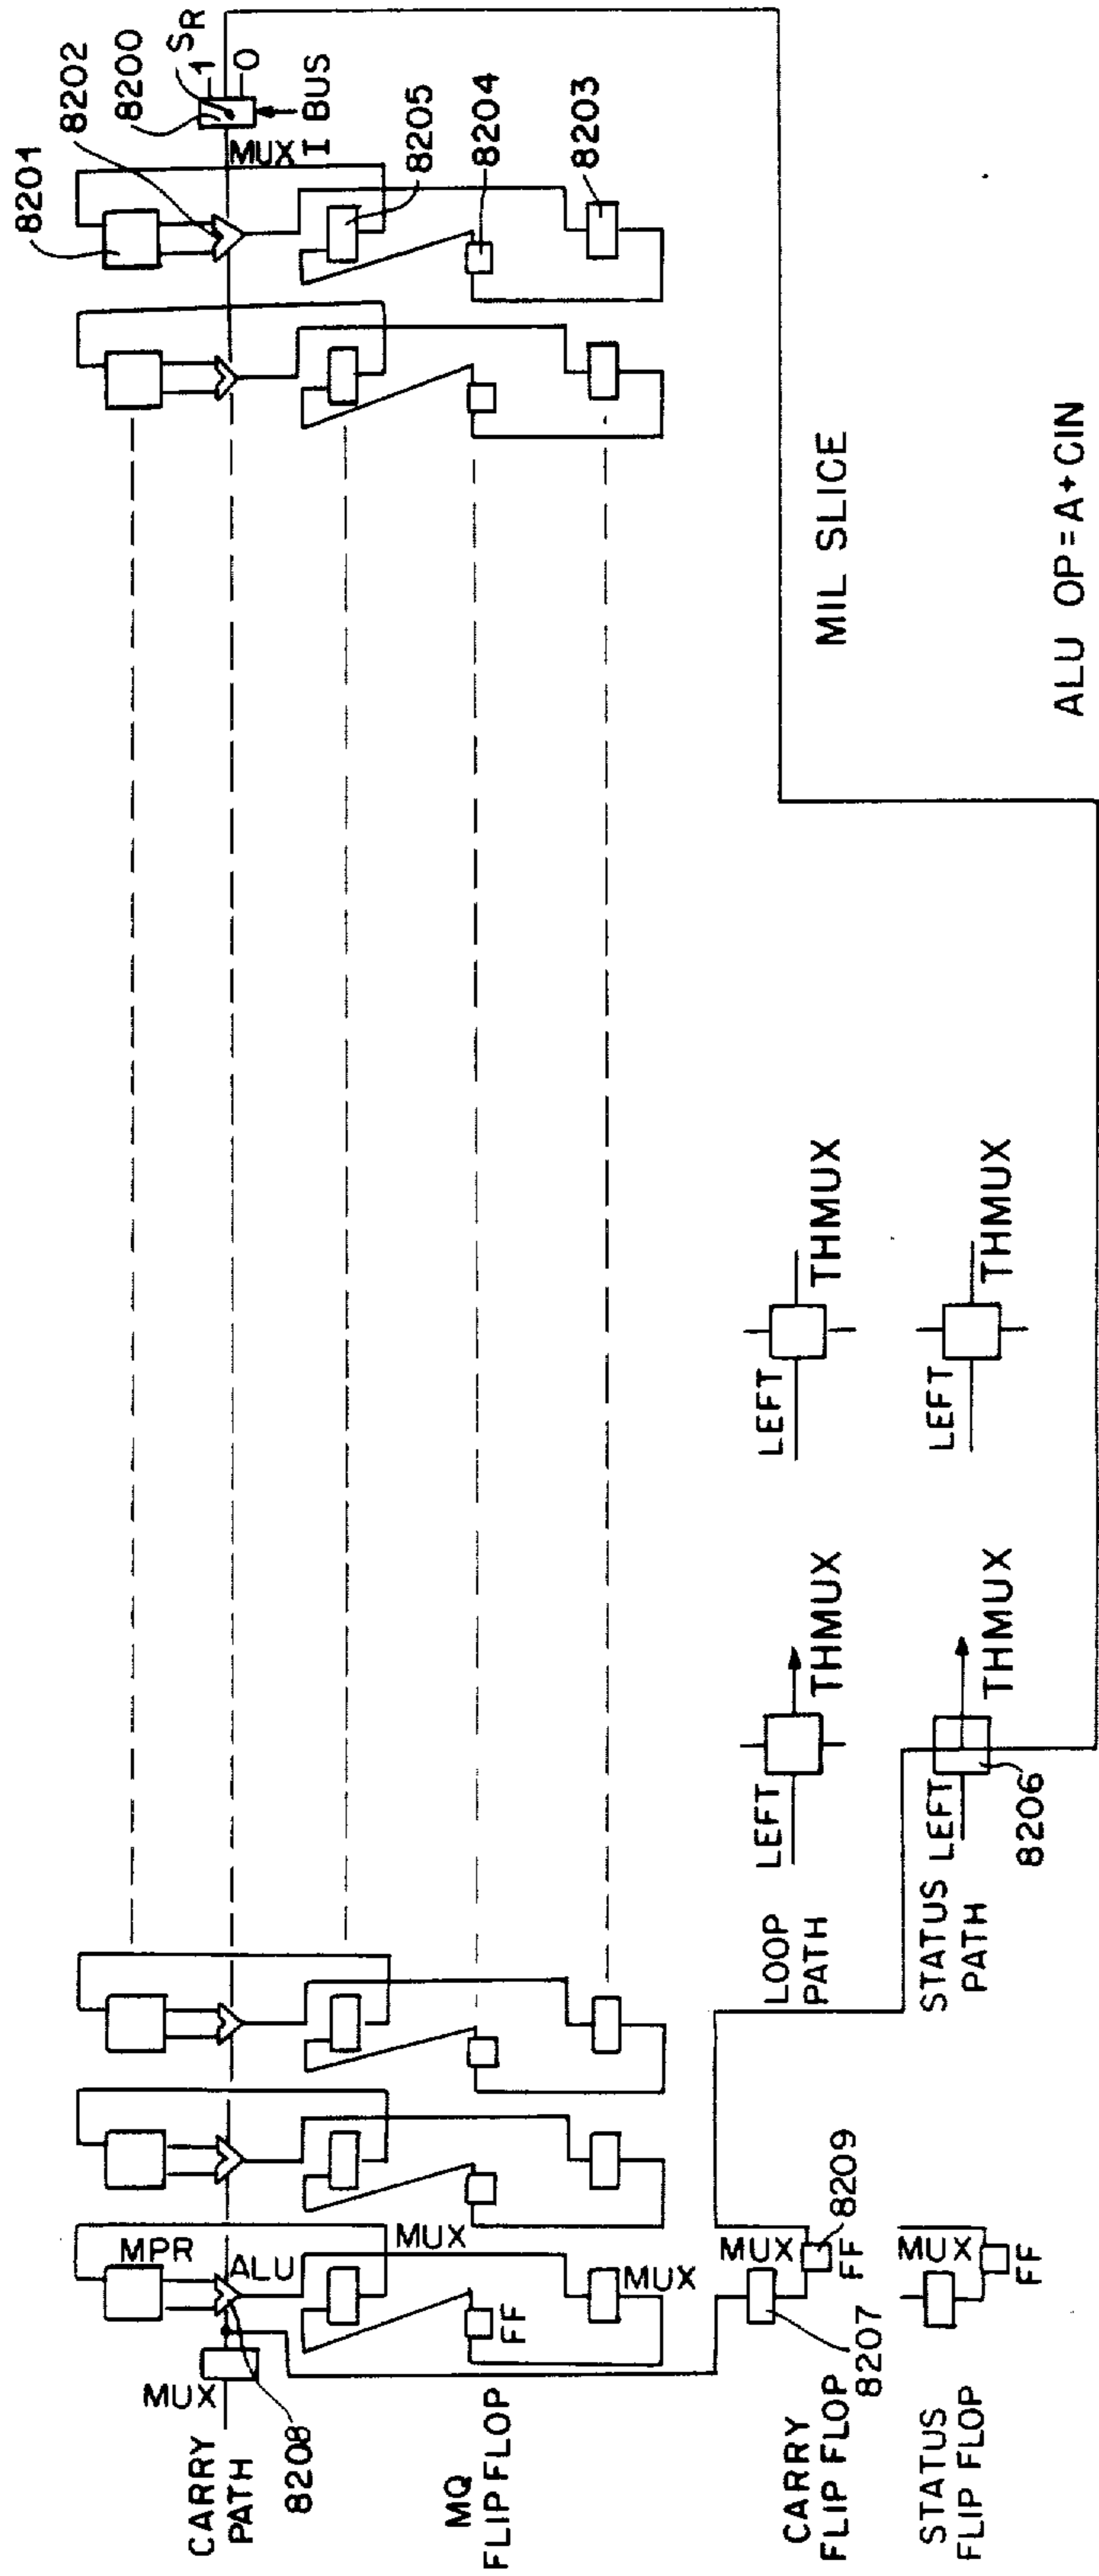 8201
8202
8200
SR
1
0
MUX
I BUS
8205
8204
8203
MPR
ALU
MUX
MUX
CARRY
PATH
8208
MUX
FF
MQ
FLIP FLOP
MIL SLICE
ALU OP = A + CIN
LOOP
PATH
LEFT
THMUX
LEFT
THMUX
STATUS
PATH
LEFT
THMUX
8206
LEFT
THMUX
MUX
8209
FF
8207
CARRY
FLIP FLOP
MUX
FF
STATUS
FLIP FLOP